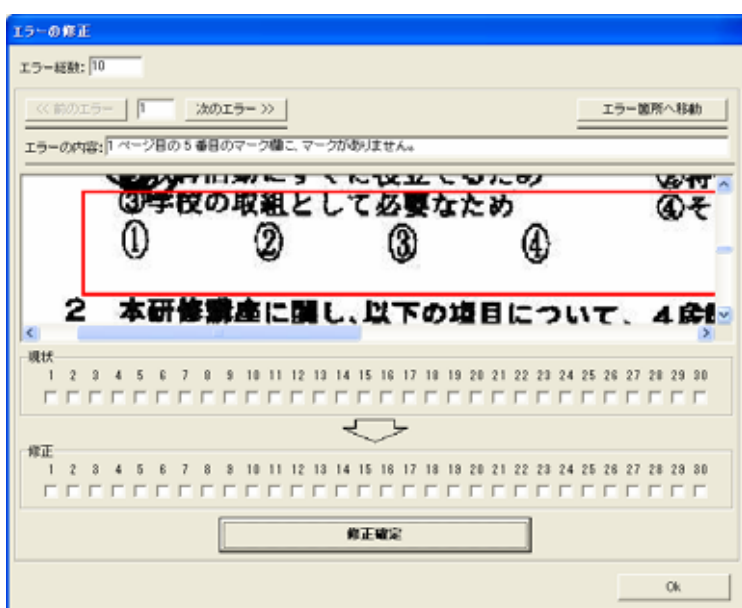 エラーの修正
エラー総数: 10
<< 前のエラー 1 次のエラー >> エラー箇所へ移動
エラーの内容: 1 ページ目の 5 番目のマーク欄に、マークがありません。
③学校の取組として必要なため ④そ
① ② ③ ④
2 本研修講座に関し、以下の項目について、4
現状
1 2 3 4 5 6 7 8 9 10 11 12 13 14 15 16 17 18 19 20 21 22 23 24 25 26 27 28 29 30
修正
1 2 3 4 5 6 7 8 9 10 11 12 13 14 15 16 17 18 19 20 21 22 23 24 25 26 27 28 29 30
修正確定
Ok